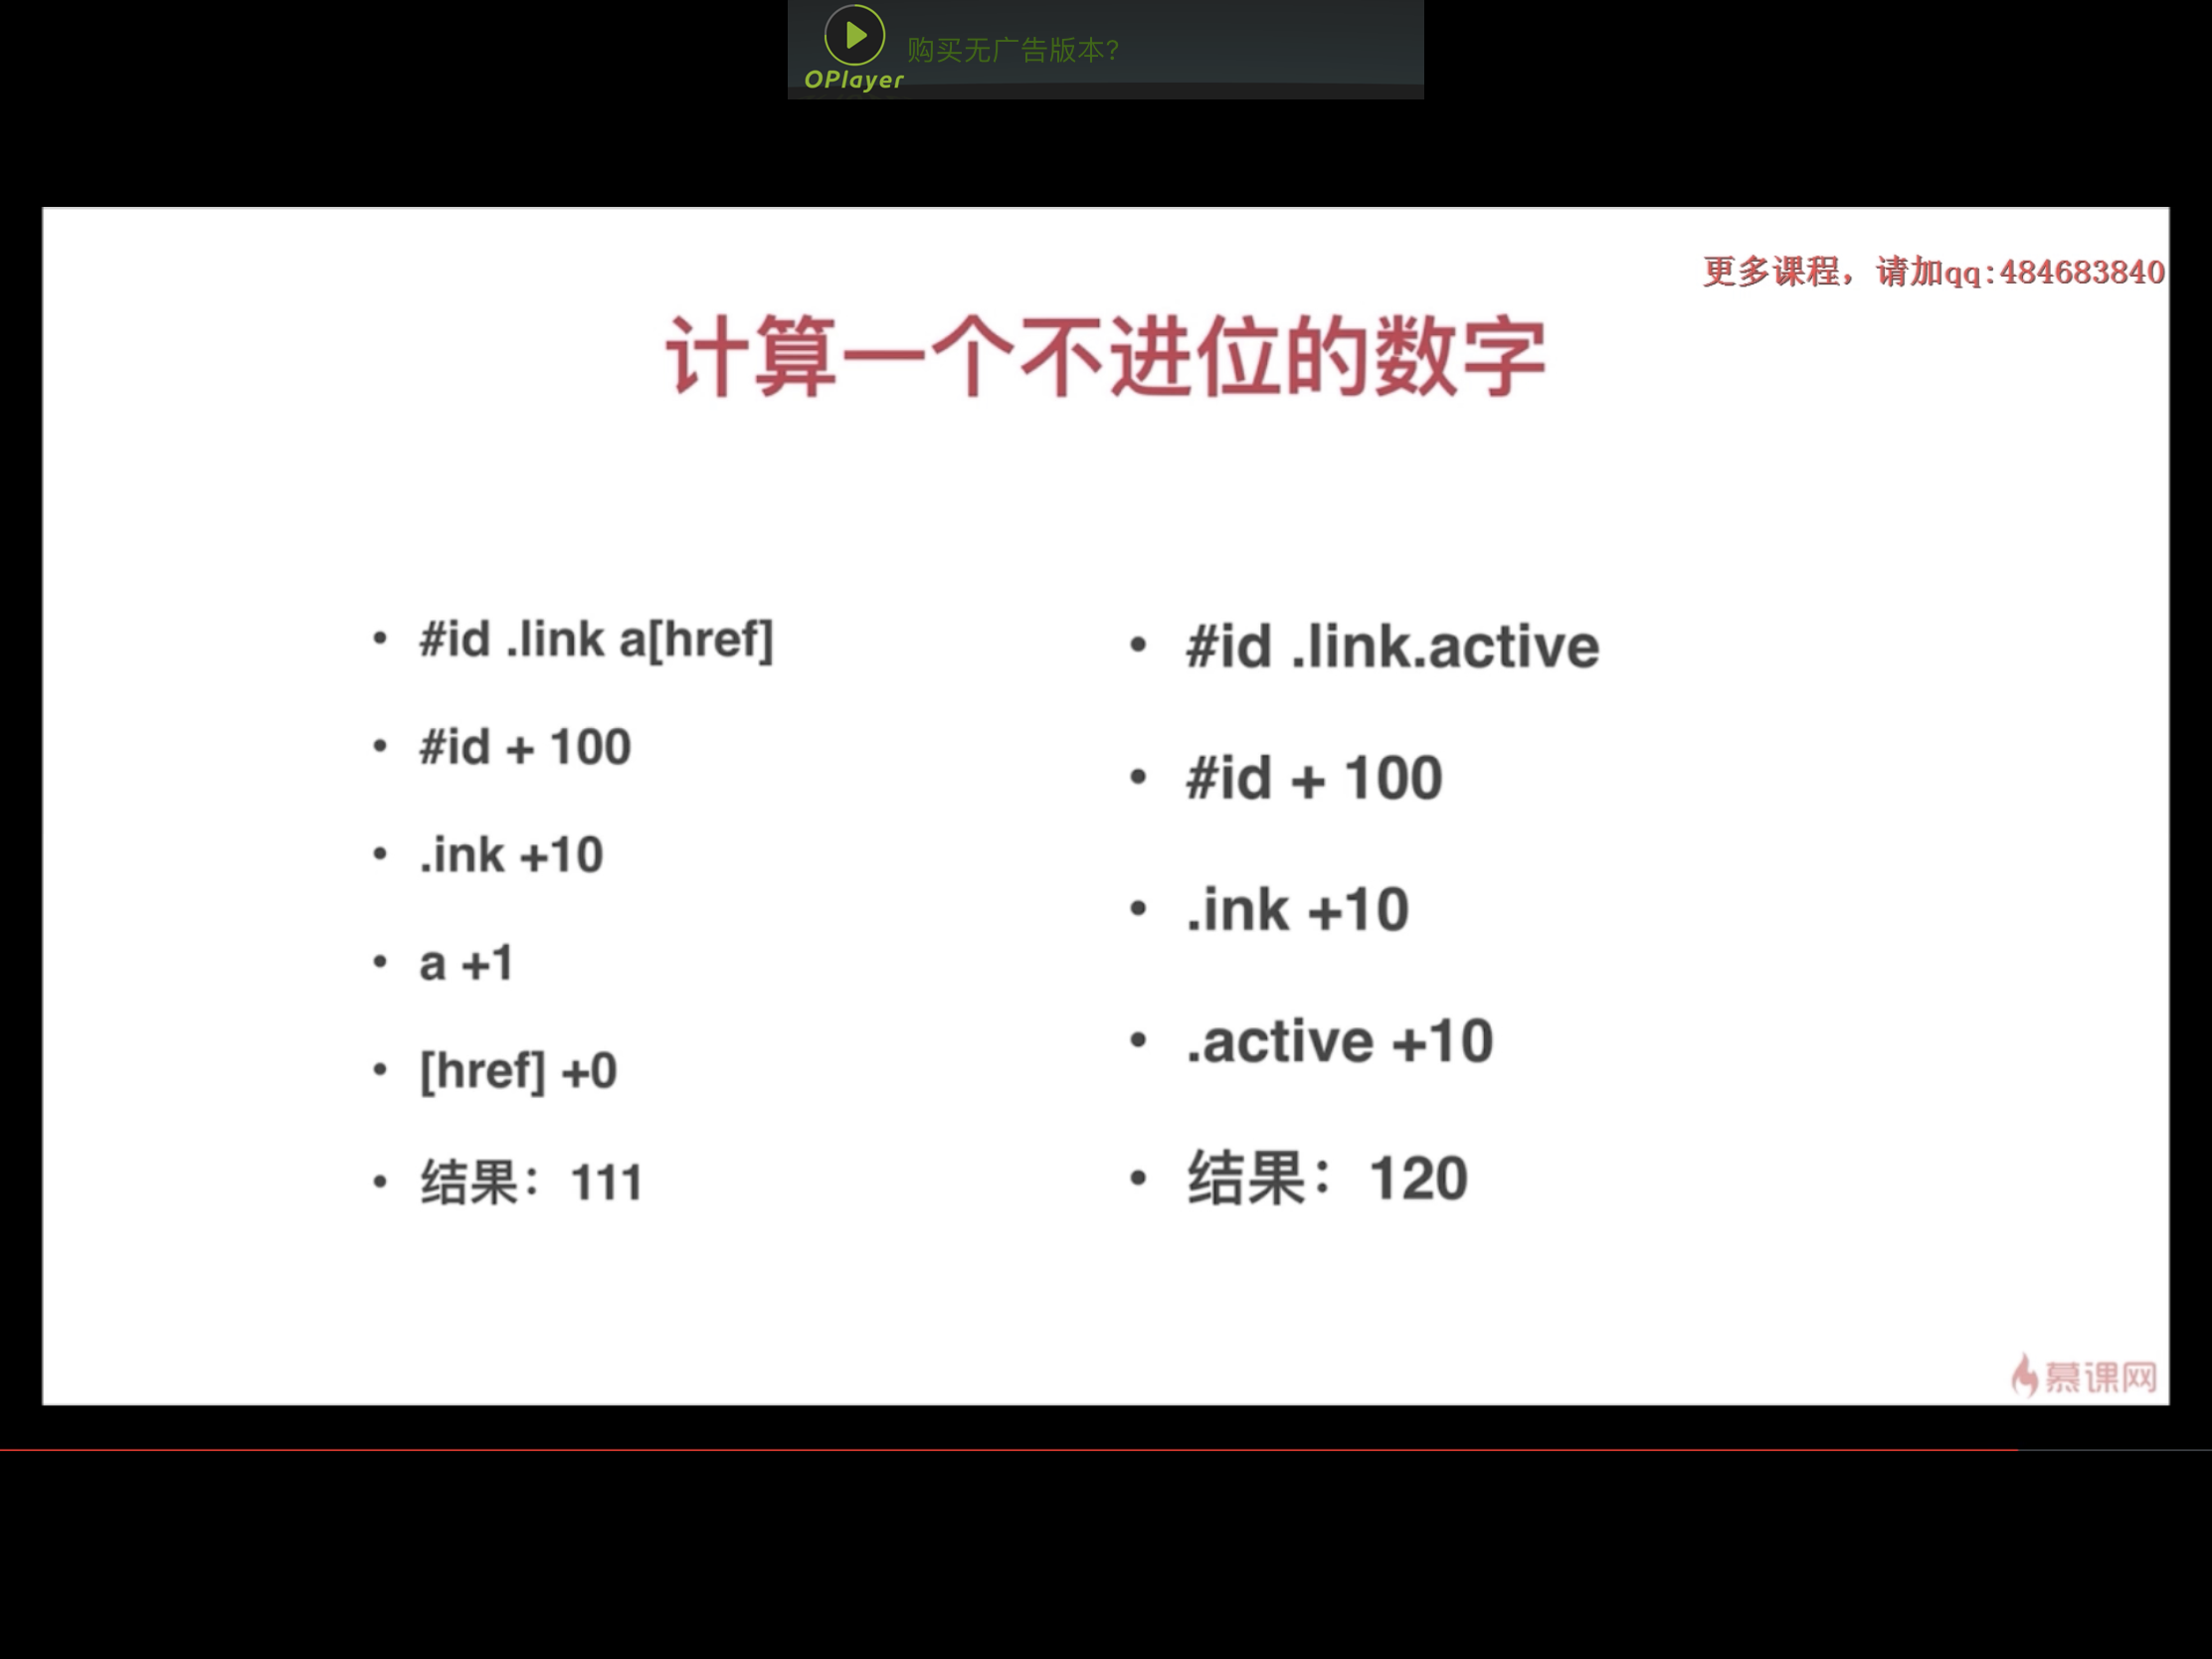 购买无广告版本?
OPlayer
更多课程，请加qq:484683840
计算一个不进位的数字
• #id .link a[href]
• #id + 100
• .ink +10
• a +1
• [href] +0
• 结果：111
• #id .link.active
• #id + 100
• .ink +10
• .active +10
• 结果：120
慕课网